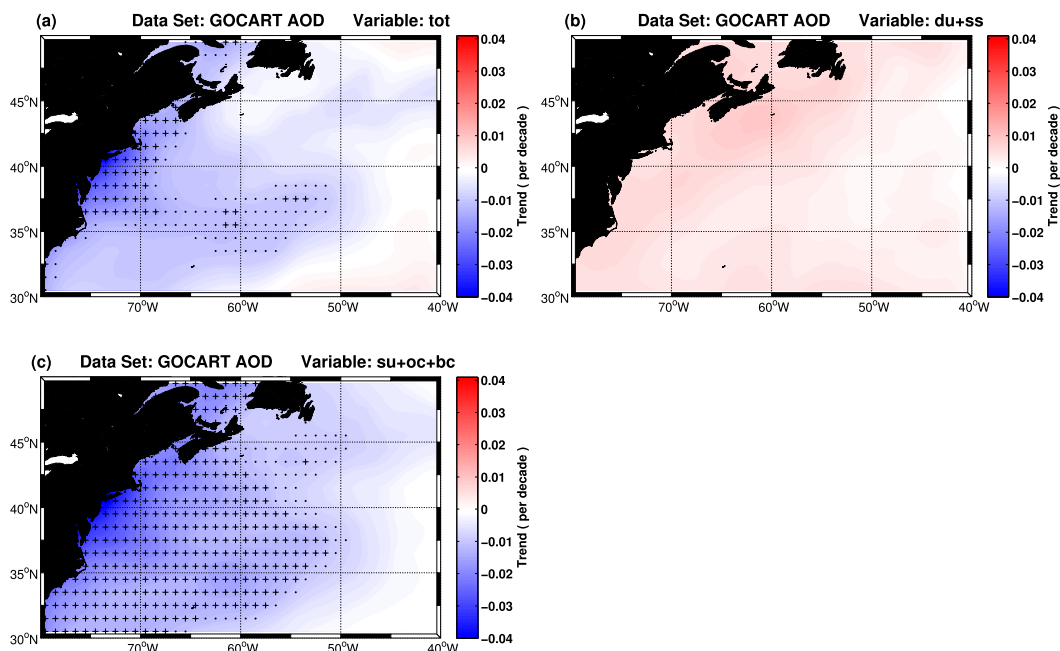 (a) Data Set: GOCART AOD Variable: tot
45°N
40°N
35°N
30°N
70°W 60°W 50°W 40°W
0.04
0.03
0.02
0.01
0
−0.01
−0.02
−0.03
−0.04
Trend ( per decade )
(b) Data Set: GOCART AOD Variable: du+ss
45°N
40°N
35°N
30°N
70°W 60°W 50°W 40°W
0.04
0.03
0.02
0.01
0
−0.01
−0.02
−0.03
−0.04
Trend ( per decade )
(c) Data Set: GOCART AOD Variable: su+oc+bc
45°N
40°N
35°N
30°N
70°W 60°W 50°W 40°W
0.04
0.03
0.02
0.01
0
−0.01
−0.02
−0.03
−0.04
Trend ( per decade )